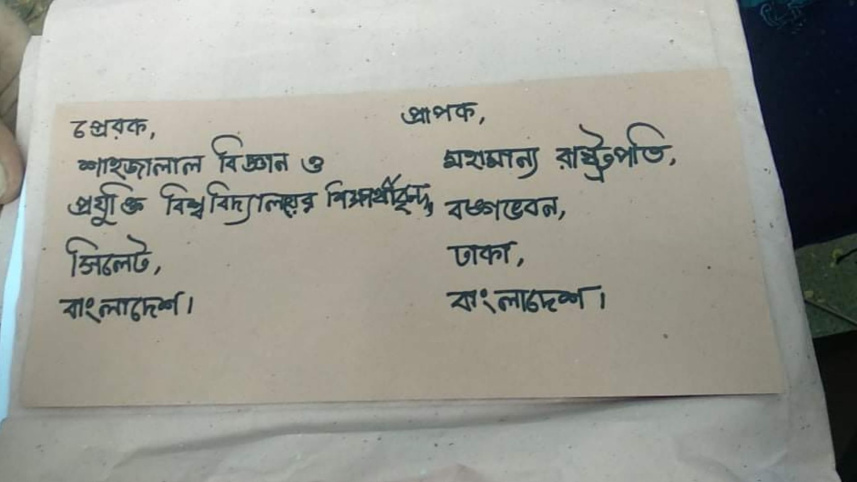 প্রেরক,
শাহজালাল বিজ্ঞান ও
প্রযুক্তি বিশ্ববিদ্যালয়ের শিক্ষার্থীবৃন্দ,
সিলেট,
বাংলাদেশ।
প্রাপক,
মহামান্য রাষ্ট্রপতি,
বঙ্গভবন,
ঢাকা,
বাংলাদেশ।